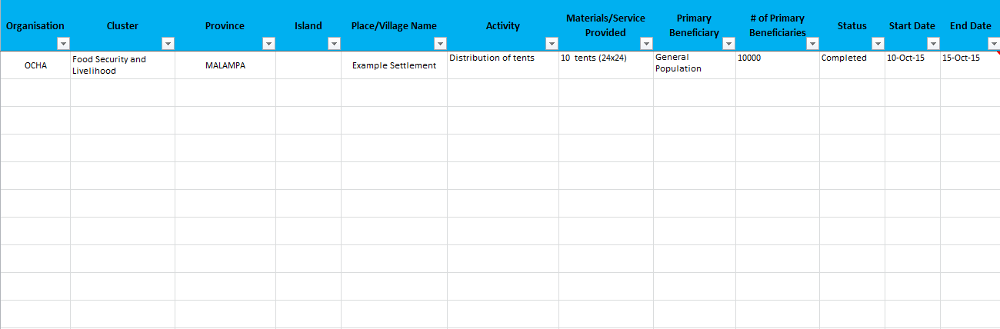 Organisation
Cluster
Province
Island
Place/Village Name
Activity
Materials/Service
Provided
Primary
Beneficiary
# of Primary
Beneficiaries
Status
Start Date
End Date
OCHA
Food Security and
Livelihood
MALAMPA
Example Settlement
Distribution of tents
10  tents (24x24)
General
Population
10000
Completed
10-Oct-15
15-Oct-15